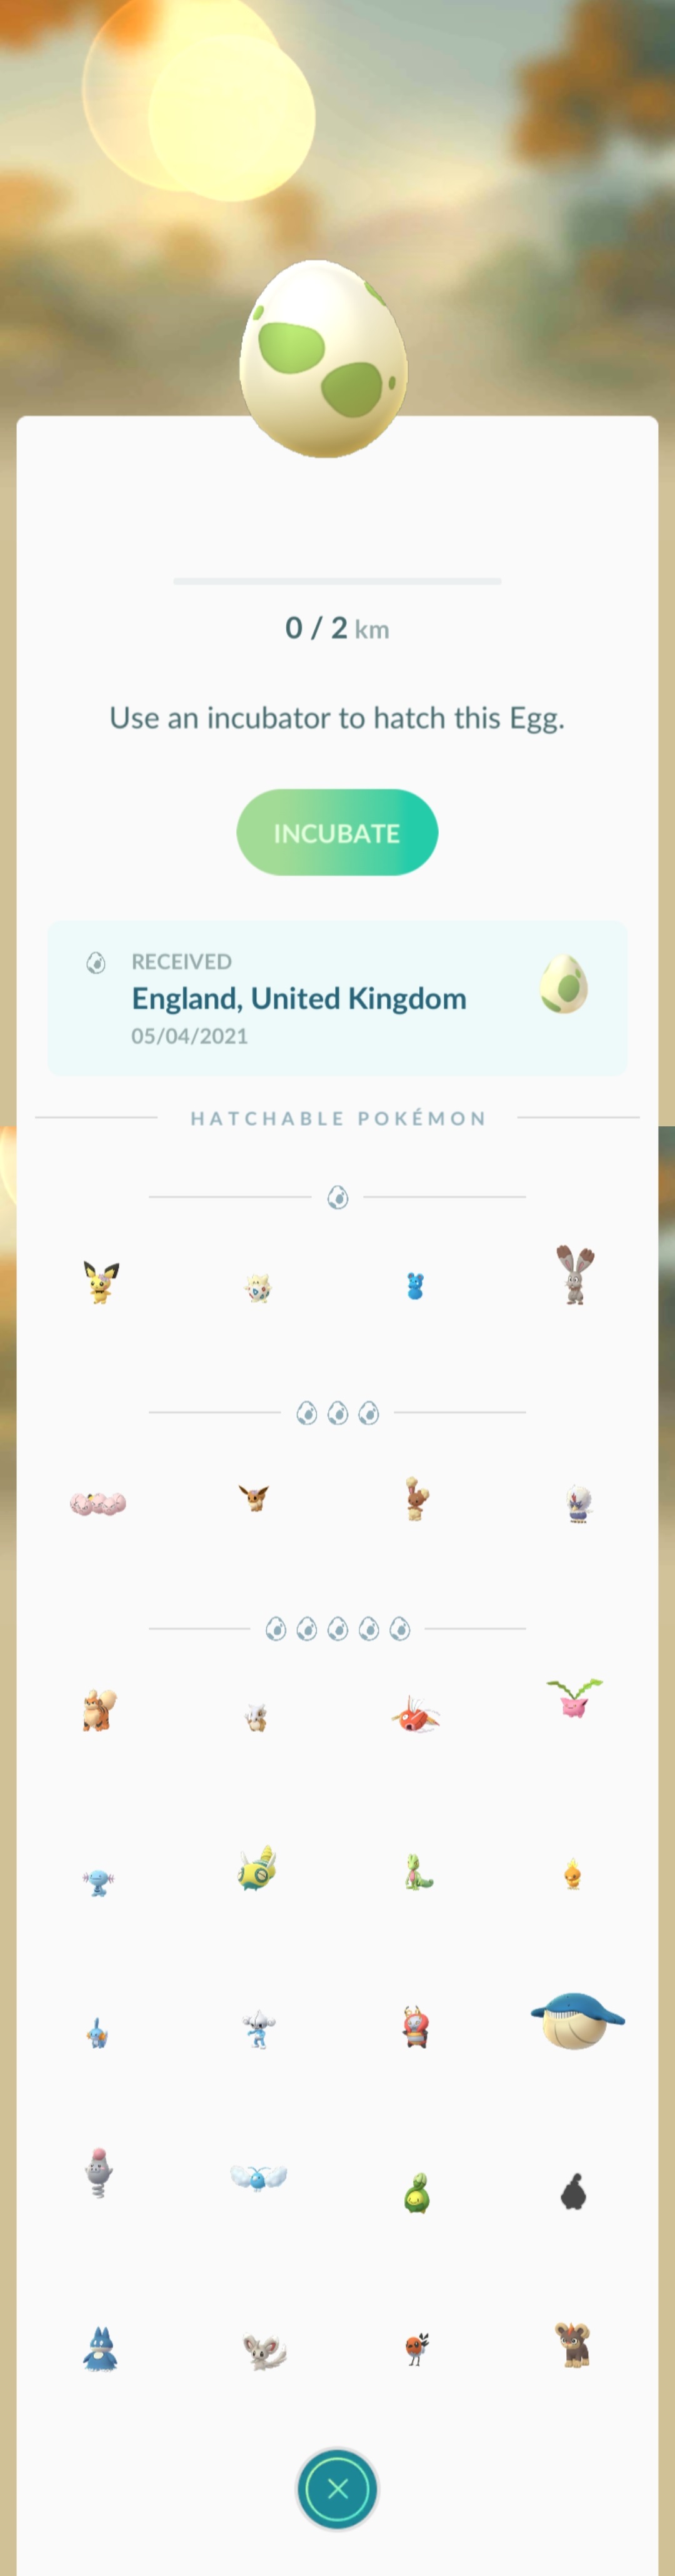 0 / 2 km
Use an incubator to hatch this Egg.
INCUBATE
RECEIVED
England, United Kingdom
05/04/2021
HATCHABLE POKÉMON